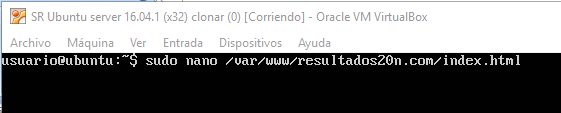 SR Ubuntu server 16.04.1 (x32) clonar (0) [Corriendo] - Oracle VM VirtualBox
Archivo Máquina Ver Entrada Dispositivos Ayuda
usuario@ubuntu:~$ sudo nano /var/www/resultados20n.com/index.html